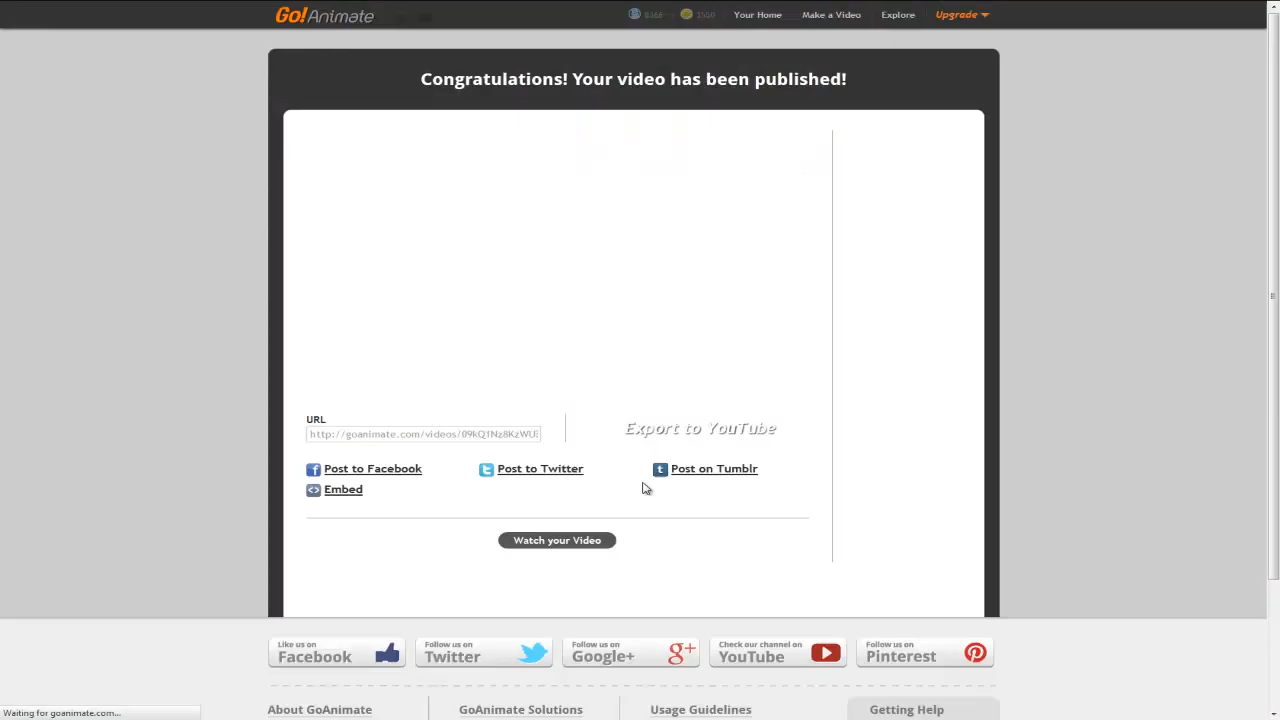 Go!Animate
Your Home
Make a Video
Explore
Upgrade
Congratulations! Your video has been published!
URL
http://goanimate.com/videos/09kQ1Nz8KzWU
Export to YouTube
Post to Facebook
Post to Twitter
Post on Tumblr
Embed
Watch your Video
Like us on
Facebook
Follow us on
Twitter
Follow us on
Google+
g+
Check our channel on
YouTube
Follow us on
Pinterest
About GoAnimate
GoAnimate Solutions
Usage Guidelines
Getting Help
Waiting for goanimate.com...